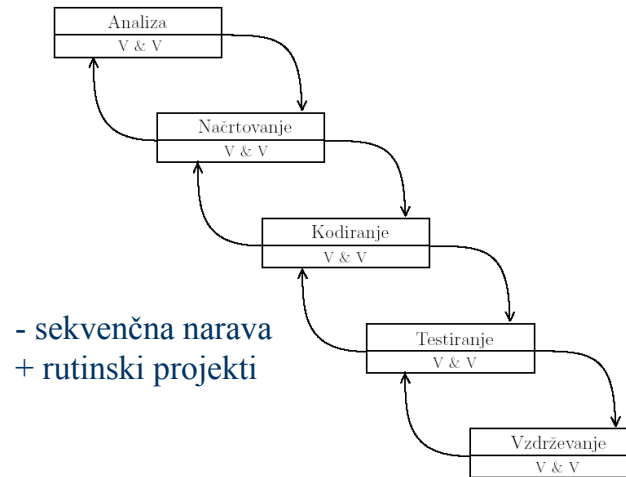 Analiza
V & V
Načrtovanje
V & V
Kodiranje
V & V
Testiranje
V & V
Vzdrževanje
V & V
- sekvenčna narava
+ rutinski projekti